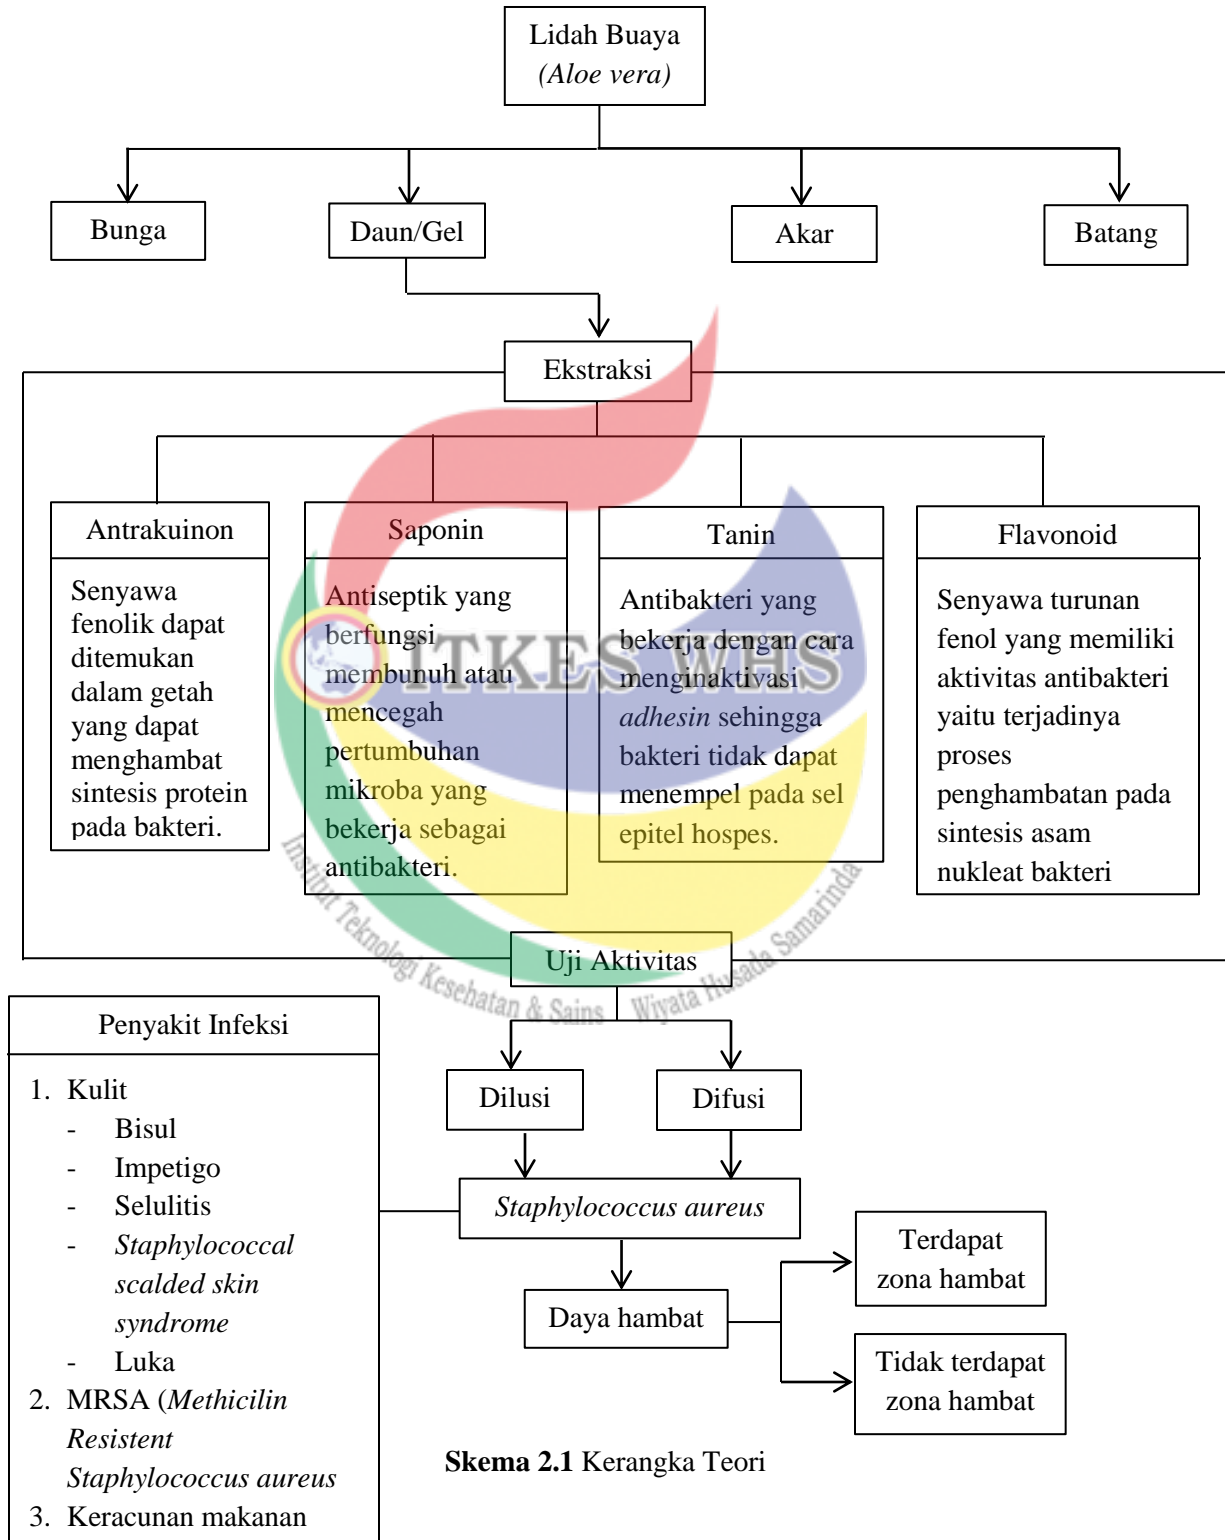 Lidah Buaya
(Aloe vera)
Bunga
Daun/Gel
Akar
Batang
Ekstraksi
Antrakuinon
Senyawa
fenolik dapat
ditemukan
dalam getah
yang dapat
menghambat
sintesis protein
pada bakteri.
Saponin
Antiseptik yang
berfungsi
membunuh atau
mencegah
pertumbuhan
mikroba yang
bekerja sebagai
antibakteri.
Tanin
Antibakteri yang
bekerja dengan cara
menginaktivasi
adhesin sehingga
bakteri tidak dapat
menempel pada sel
epitel hospes.
Flavonoid
Senyawa turunan
fenol yang memiliki
aktivitas antibakteri
yaitu terjadinya
proses
penghambatan pada
sintesis asam
nukleat bakteri
ITKES WHS
Institut Teknologi Kesehatan & Sains Wiyata Husada Samarinda
Uji Aktivitas
Dilusi
Difusi
Staphylococcus aureus
Daya hambat
Terdapat
zona hambat
Tidak terdapat
zona hambat
Penyakit Infeksi
1. Kulit
- Bisul
- Impetigo
- Selulitis
- Staphylococcal
scalded skin
syndrome
- Luka
2. MRSA (Methicilin
Resistent
Staphylococcus aureus
3. Keracunan makanan
Skema 2.1 Kerangka Teori